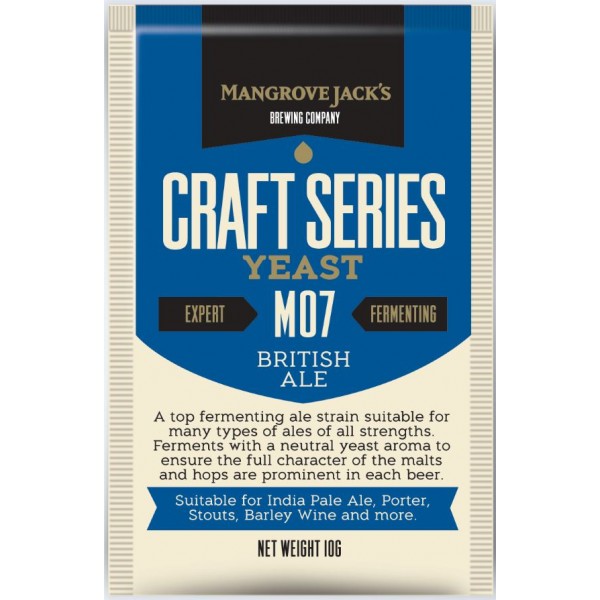 MANGROVE JACK'S
BREWING COMPANY
CRAFT SERIES
YEAST
EXPERT M07 FERMENTING
BRITISH
ALE
A top fermenting ale strain suitable for
many types of ales of all strengths.
Ferments with a neutral yeast aroma to
ensure the full character of the malts
and hops are prominent in each beer.
Suitable for India Pale Ale, Porter,
Stouts, Barley Wine and more.
NET WEIGHT 10G